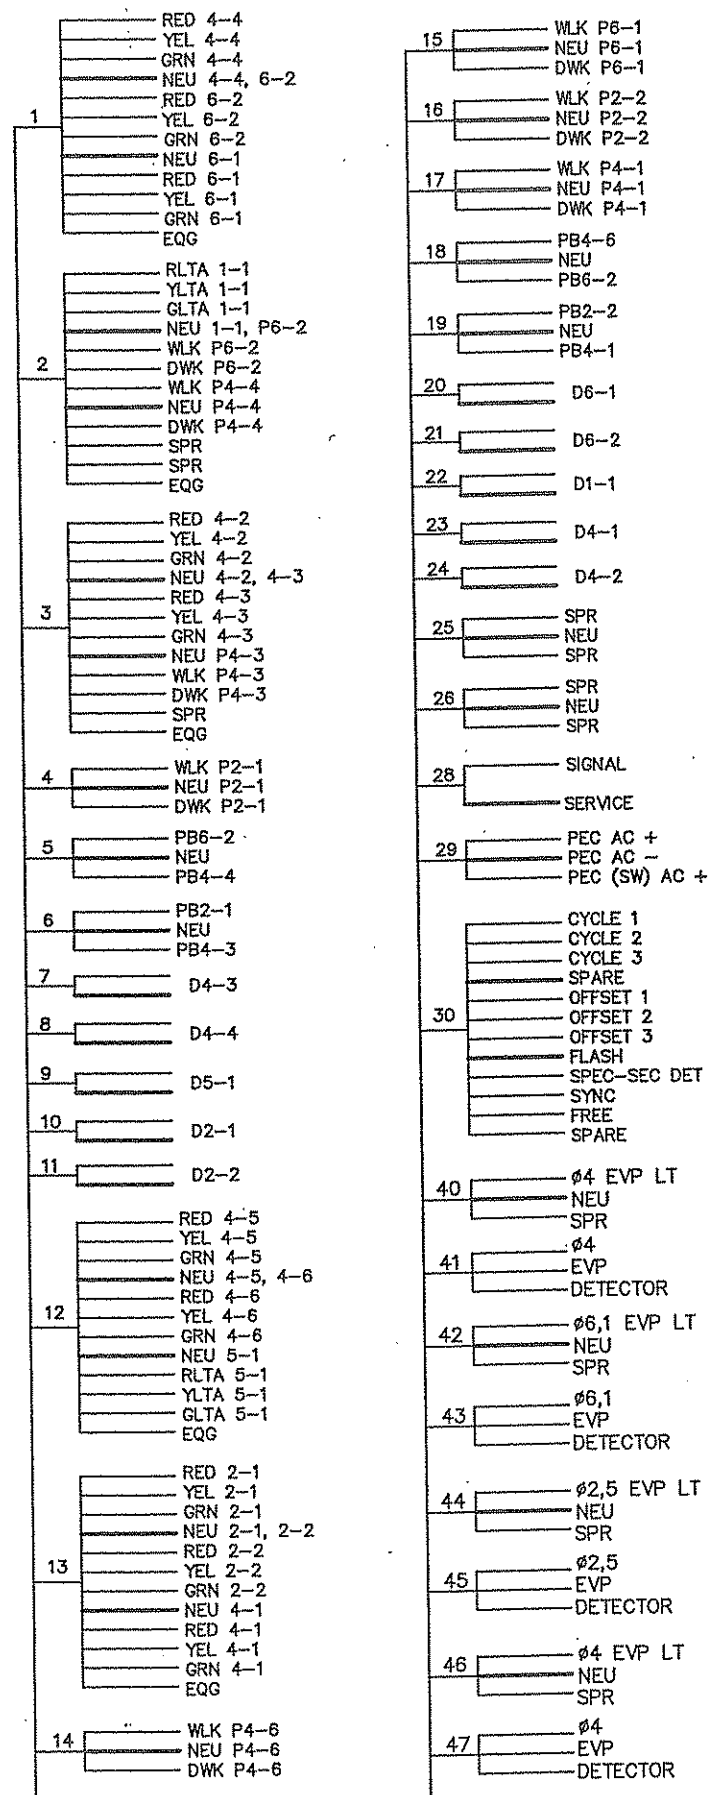 1
RED 4-4
YEL 4-4
GRN 4-4
NEU 4-4, 6-2
RED 6-2
YEL 6-2
GRN 6-2
NEU 6-1
RED 6-1
YEL 6-1
GRN 6-1
EQG
2
RLTA 1-1
YLTA 1-1
GLTA 1-1
NEU 1-1, P6-2
WLK P6-2
DWK P6-2
WLK P4-4
NEU P4-4
DWK P4-4
SPR
SPR
EQG
3
RED 4-2
YEL 4-2
GRN 4-2
NEU 4-2, 4-3
RED 4-3
YEL 4-3
GRN 4-3
NEU P4-3
WLK P4-3
DWK P4-3
SPR
EQG
4
WLK P2-1
NEU P2-1
DWK P2-1
5
PB6-2
NEU
PB4-4
6
PB2-1
NEU
PB4-3
7 D4-3
8 D4-4
9 D5-1
10 D2-1
11 D2-2
12
RED 4-5
YEL 4-5
GRN 4-5
NEU 4-5, 4-6
RED 4-6
YEL 4-6
GRN 4-6
NEU 5-1
RLTA 5-1
YLTA 5-1
GLTA 5-1
EQG
13
RED 2-1
YEL 2-1
GRN 2-1
NEU 2-1, 2-2
RED 2-2
YEL 2-2
GRN 2-2
NEU 4-1
RED 4-1
YEL 4-1
GRN 4-1
EQG
14
WLK P4-6
NEU P4-6
DWK P4-6
15
WLK P6-1
NEU P6-1
DWK P6-1
16
WLK P2-2
NEU P2-2
DWK P2-2
17
WLK P4-1
NEU P4-1
DWK P4-1
18
PB4-6
NEU
PB6-2
19
PB2-2
NEU
PB4-1
20 D6-1
21 D6-2
22 D1-1
23 D4-1
24 D4-2
25
SPR
NEU
SPR
26
SPR
NEU
SPR
28
SIGNAL
SERVICE
29
PEC AC +
PEC AC -
PEC (SW) AC +
30
CYCLE 1
CYCLE 2
CYCLE 3
SPARE
OFFSET 1
OFFSET 2
OFFSET 3
FLASH
SPEC-SEC DET
SYNC
FREE
SPARE
40
ø4 EVP LT
NEU
SPR
41
ø4
EVP
DETECTOR
42
ø6,1 EVP LT
NEU
SPR
43
ø6,1
EVP
DETECTOR
44
ø2,5 EVP LT
NEU
SPR
45
ø2,5
EVP
DETECTOR
46
ø4 EVP LT
NEU
SPR
47
ø4
EVP
DETECTOR